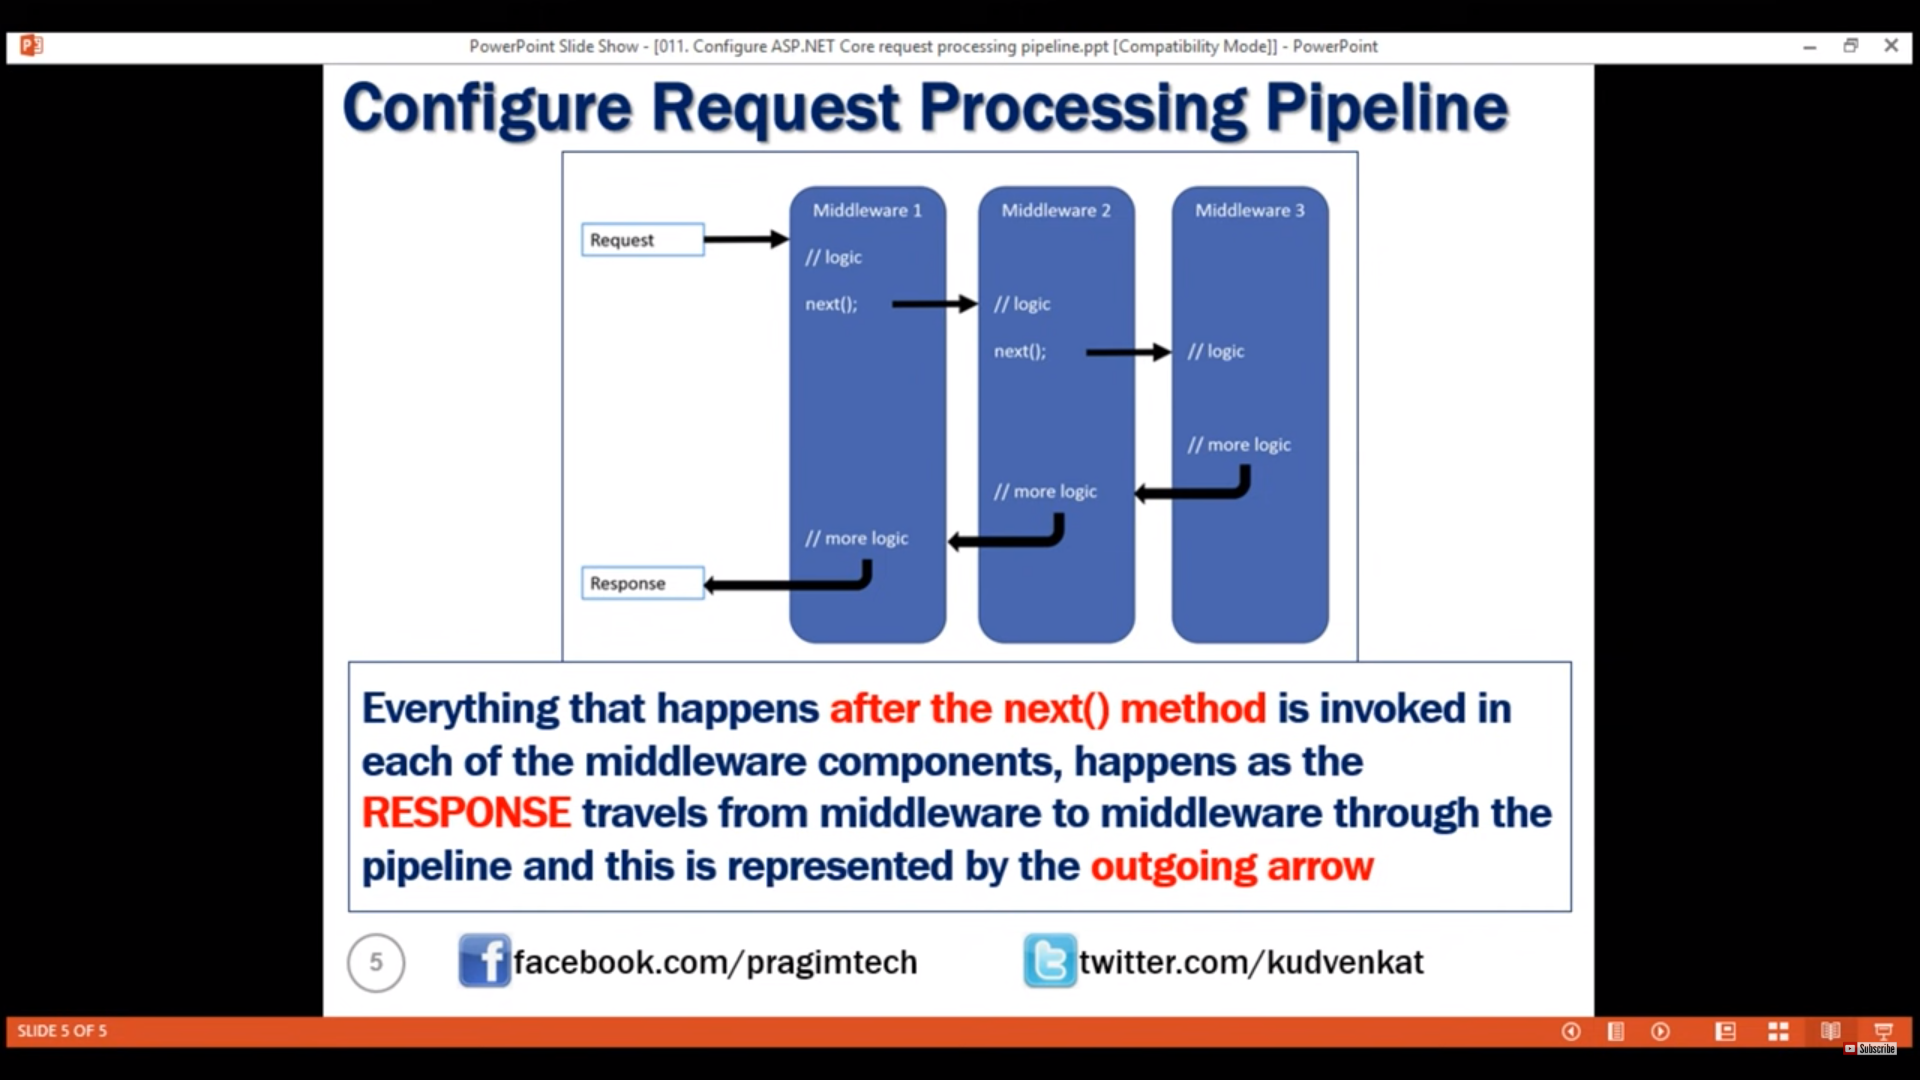 PowerPoint Slide Show - [011. Configure ASP.NET Core request processing pipeline.ppt [Compatibility Mode]] - PowerPoint
Configure Request Processing Pipeline
Middleware 1
Middleware 2
Middleware 3
Request
// logic
next();
// logic
next();
// logic
// more logic
// more logic
// more logic
Response
Everything that happens after the next() method is invoked in
each of the middleware components, happens as the
RESPONSE travels from middleware to middleware through the
pipeline and this is represented by the outgoing arrow
5
facebook.com/pragimtech
twitter.com/kudvenkat
SLIDE 5 OF 5
Subscribe